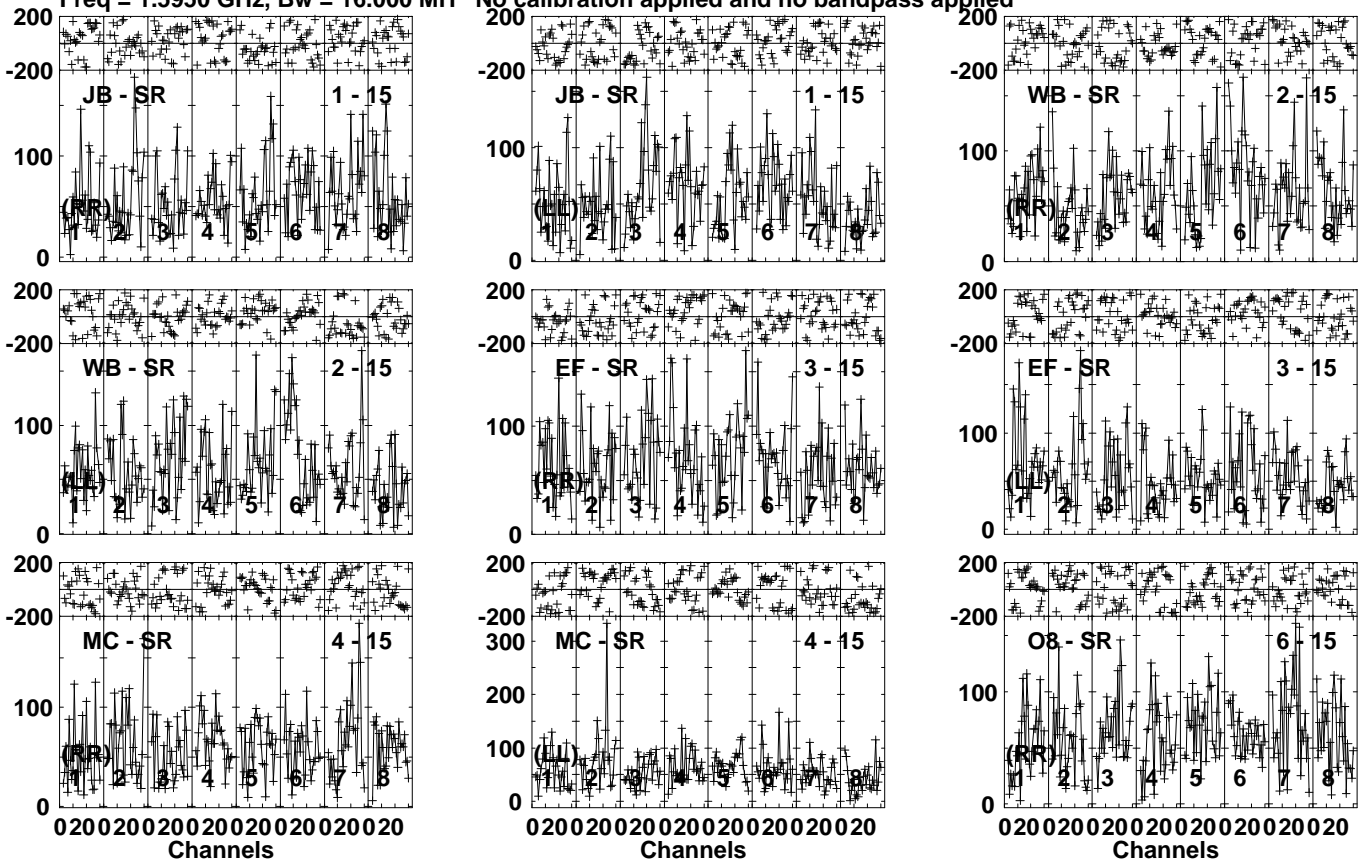 Freq = 1.5950 GHz, Bw = 16.000 MH No calibration applied and no bandpass applied
200 200 200
-200 -200 -200
JB - SR 1 - 15 JB - SR 1 - 15 WB - SR 2 - 15
100 100 100
(RR) (LL) (RR)
1 2 3 4 5 6 7 8 1 2 3 4 5 6 7 8 1 2 3 4 5 6 7 8
0 0 0
200 200 200
-200 -200 -200
WB - SR 2 - 15 EF - SR 3 - 15 EF - SR 3 - 15
100 100 100
(LL) (RR) (LL)
1 2 3 4 5 6 7 8 1 2 3 4 5 6 7 8 1 2 3 4 5 6 7 8
0 0 0
200 200 200
-200 -200 -200
MC - SR 4 - 15 MC - SR 4 - 15 O8 - SR 6 - 15
300
200
100 100 100
(RR) (LL) (RR)
1 2 3 4 5 6 7 8 1 2 3 4 5 6 7 8 1 2 3 4 5 6 7 8
0 0 0
0 20 0 20 0 20 0 20 0 20 0 20 0 20 0 20 0 20 0 20 0 20 0 20 0 20 0 20 0 20 0 20 0 20 0 20 0 20 0 20 0 20 0 20 0 20 0 20
Channels Channels Channels